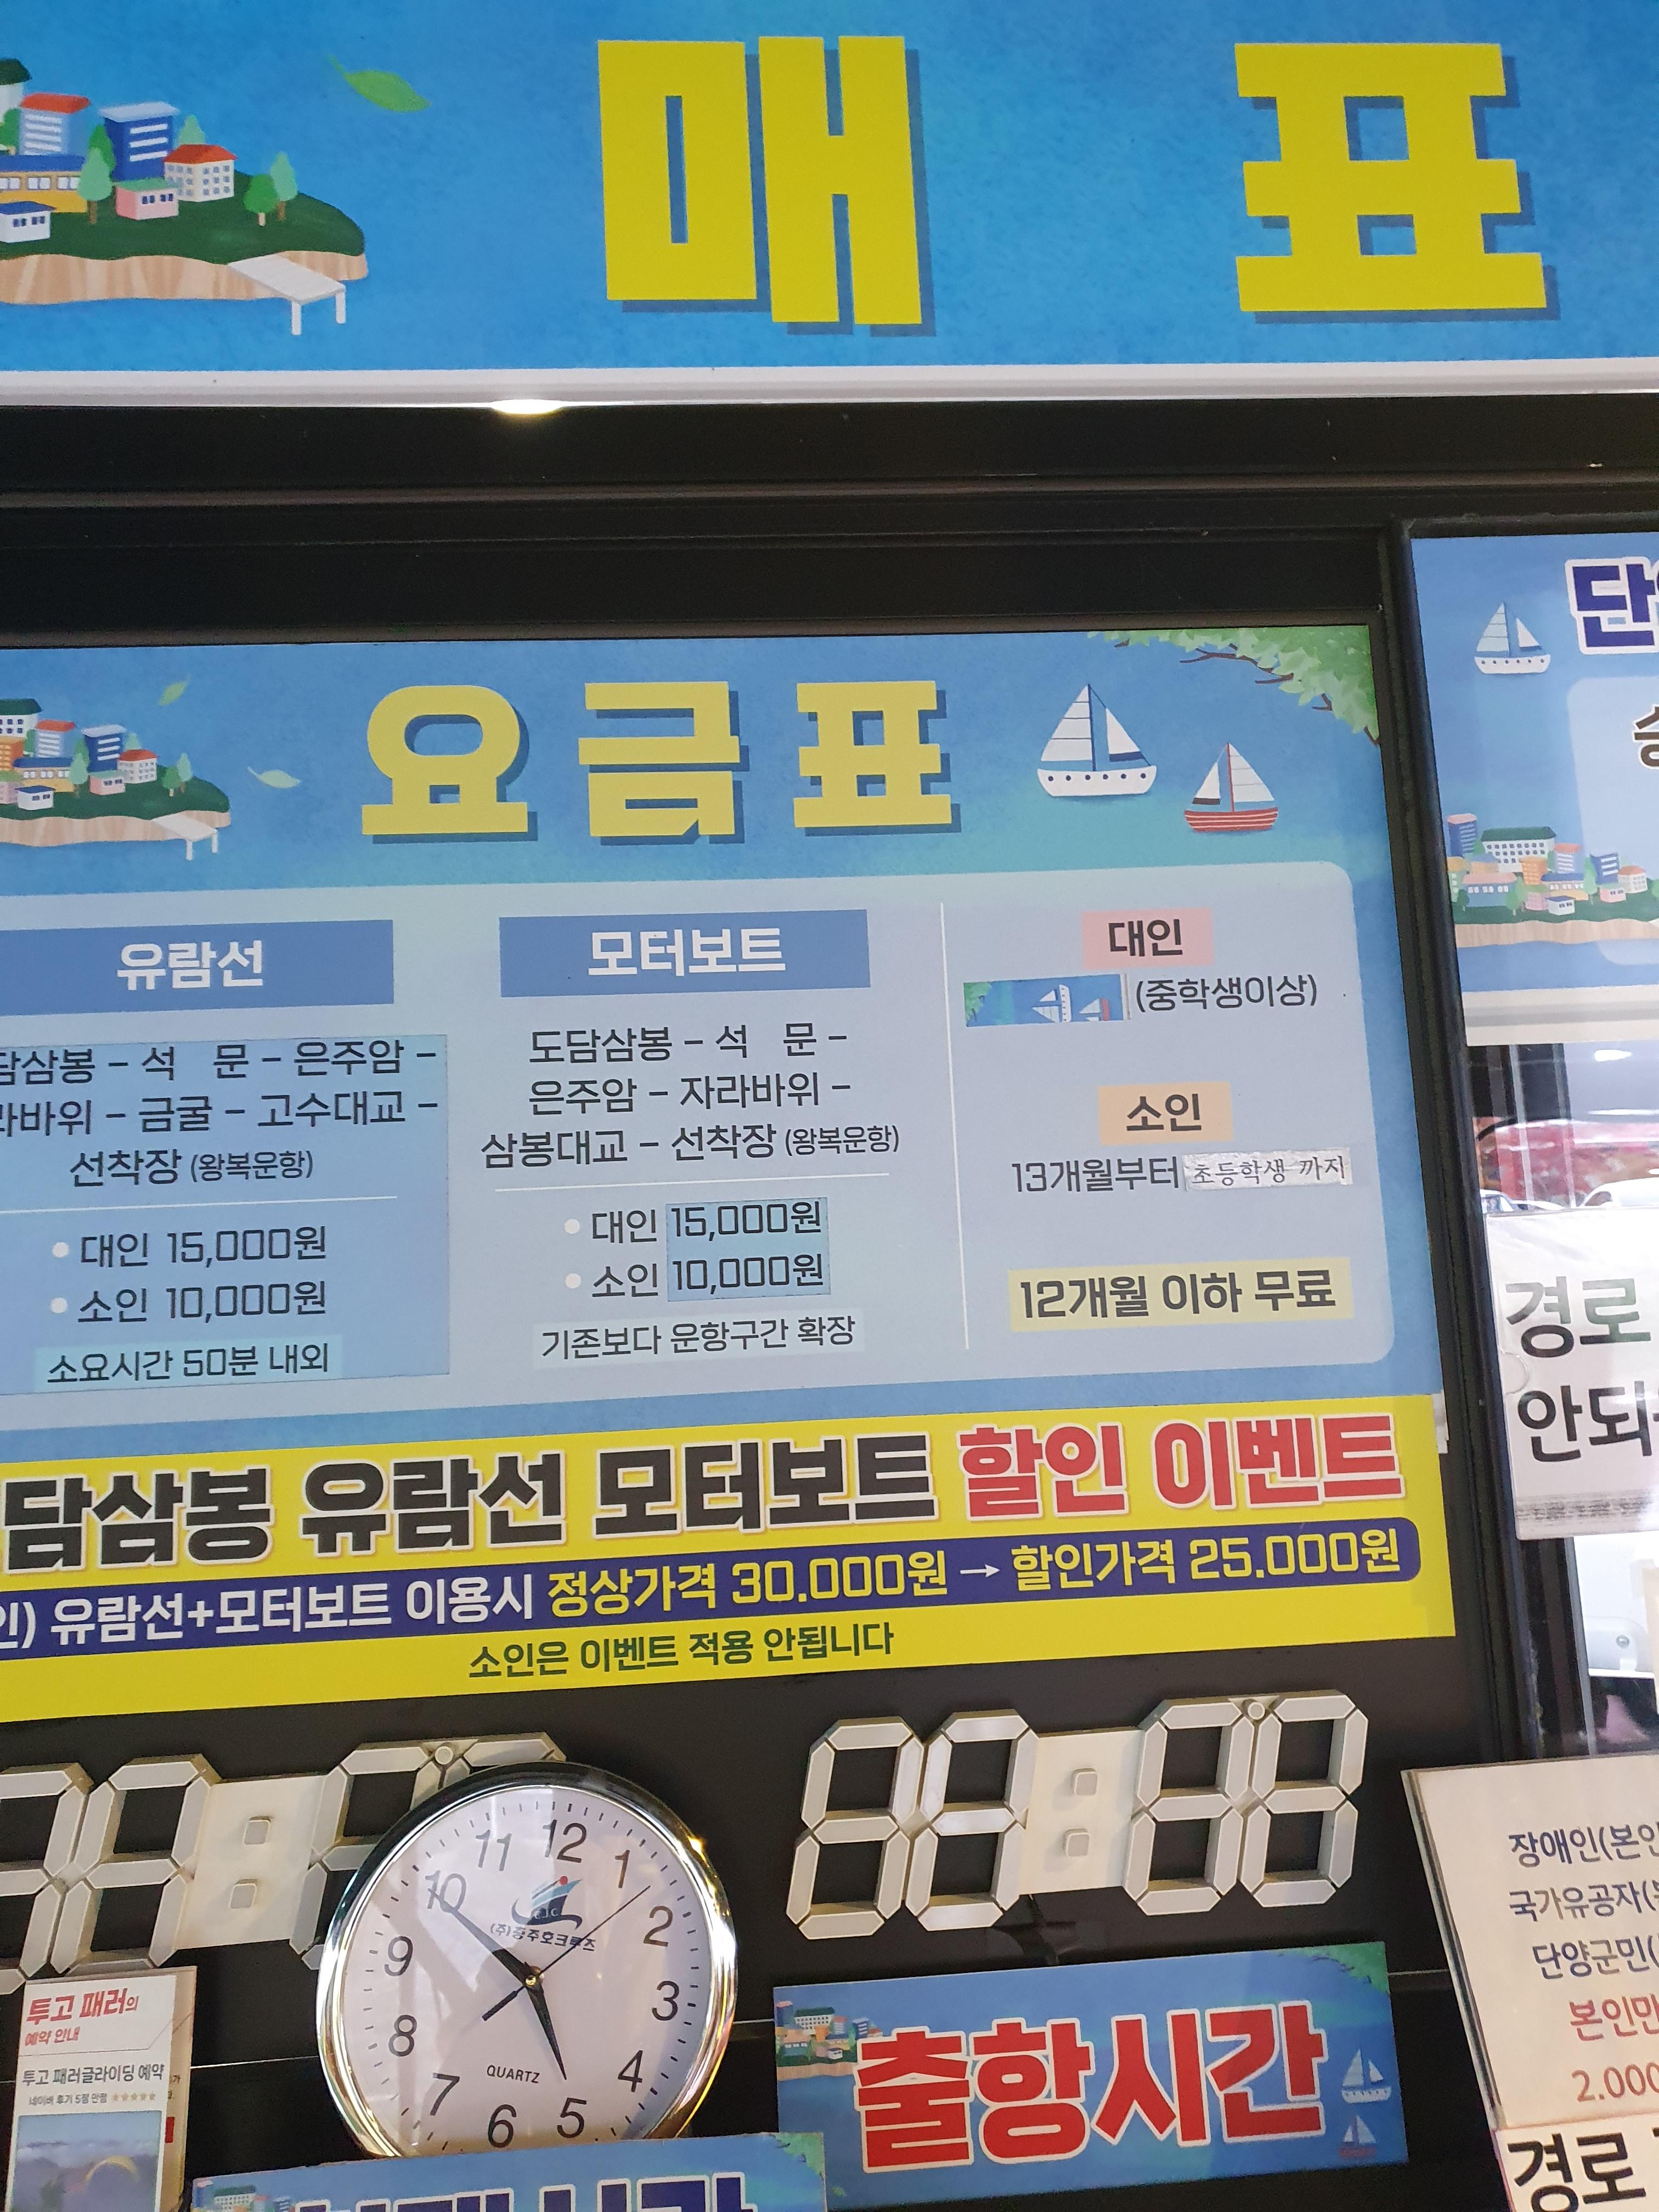 매 표
요금표
유람선
담삼봉 – 석 문 – 은주암 –
라바위 – 금굴 – 고수대교 –
선착장 (왕복운항)
• 대인 15,000원
• 소인 10,000원
소요시간 50분 내외
모터보트
도담삼봉 – 석 문 –
은주암 – 자라바위 –
삼봉대교 – 선착장 (왕복운항)
• 대인 15,000원
• 소인 10,000원
기존보다 운항구간 확장
대인
(중학생이상)
소인
13개월부터 초등학생 까지
12개월 이하 무료
담삼봉 유람선 모터보트 할인 이벤트
인) 유람선+모터보트 이용시 정상가격 30.000원 → 할인가격 25.000원
소인은 이벤트 적용 안됩니다
12
1
2
3
4
5
6
7
8
9
10
11
(주)충주호크루즈
QUARTZ
출항시간
투고 패러의
예약 안내
투고 패러글라이딩 예약
네이버 후기 5점 만점 ★★★★★
경로
안되
장애인(본인
국가유공자(
단양군민(
본인만
2.000
경로